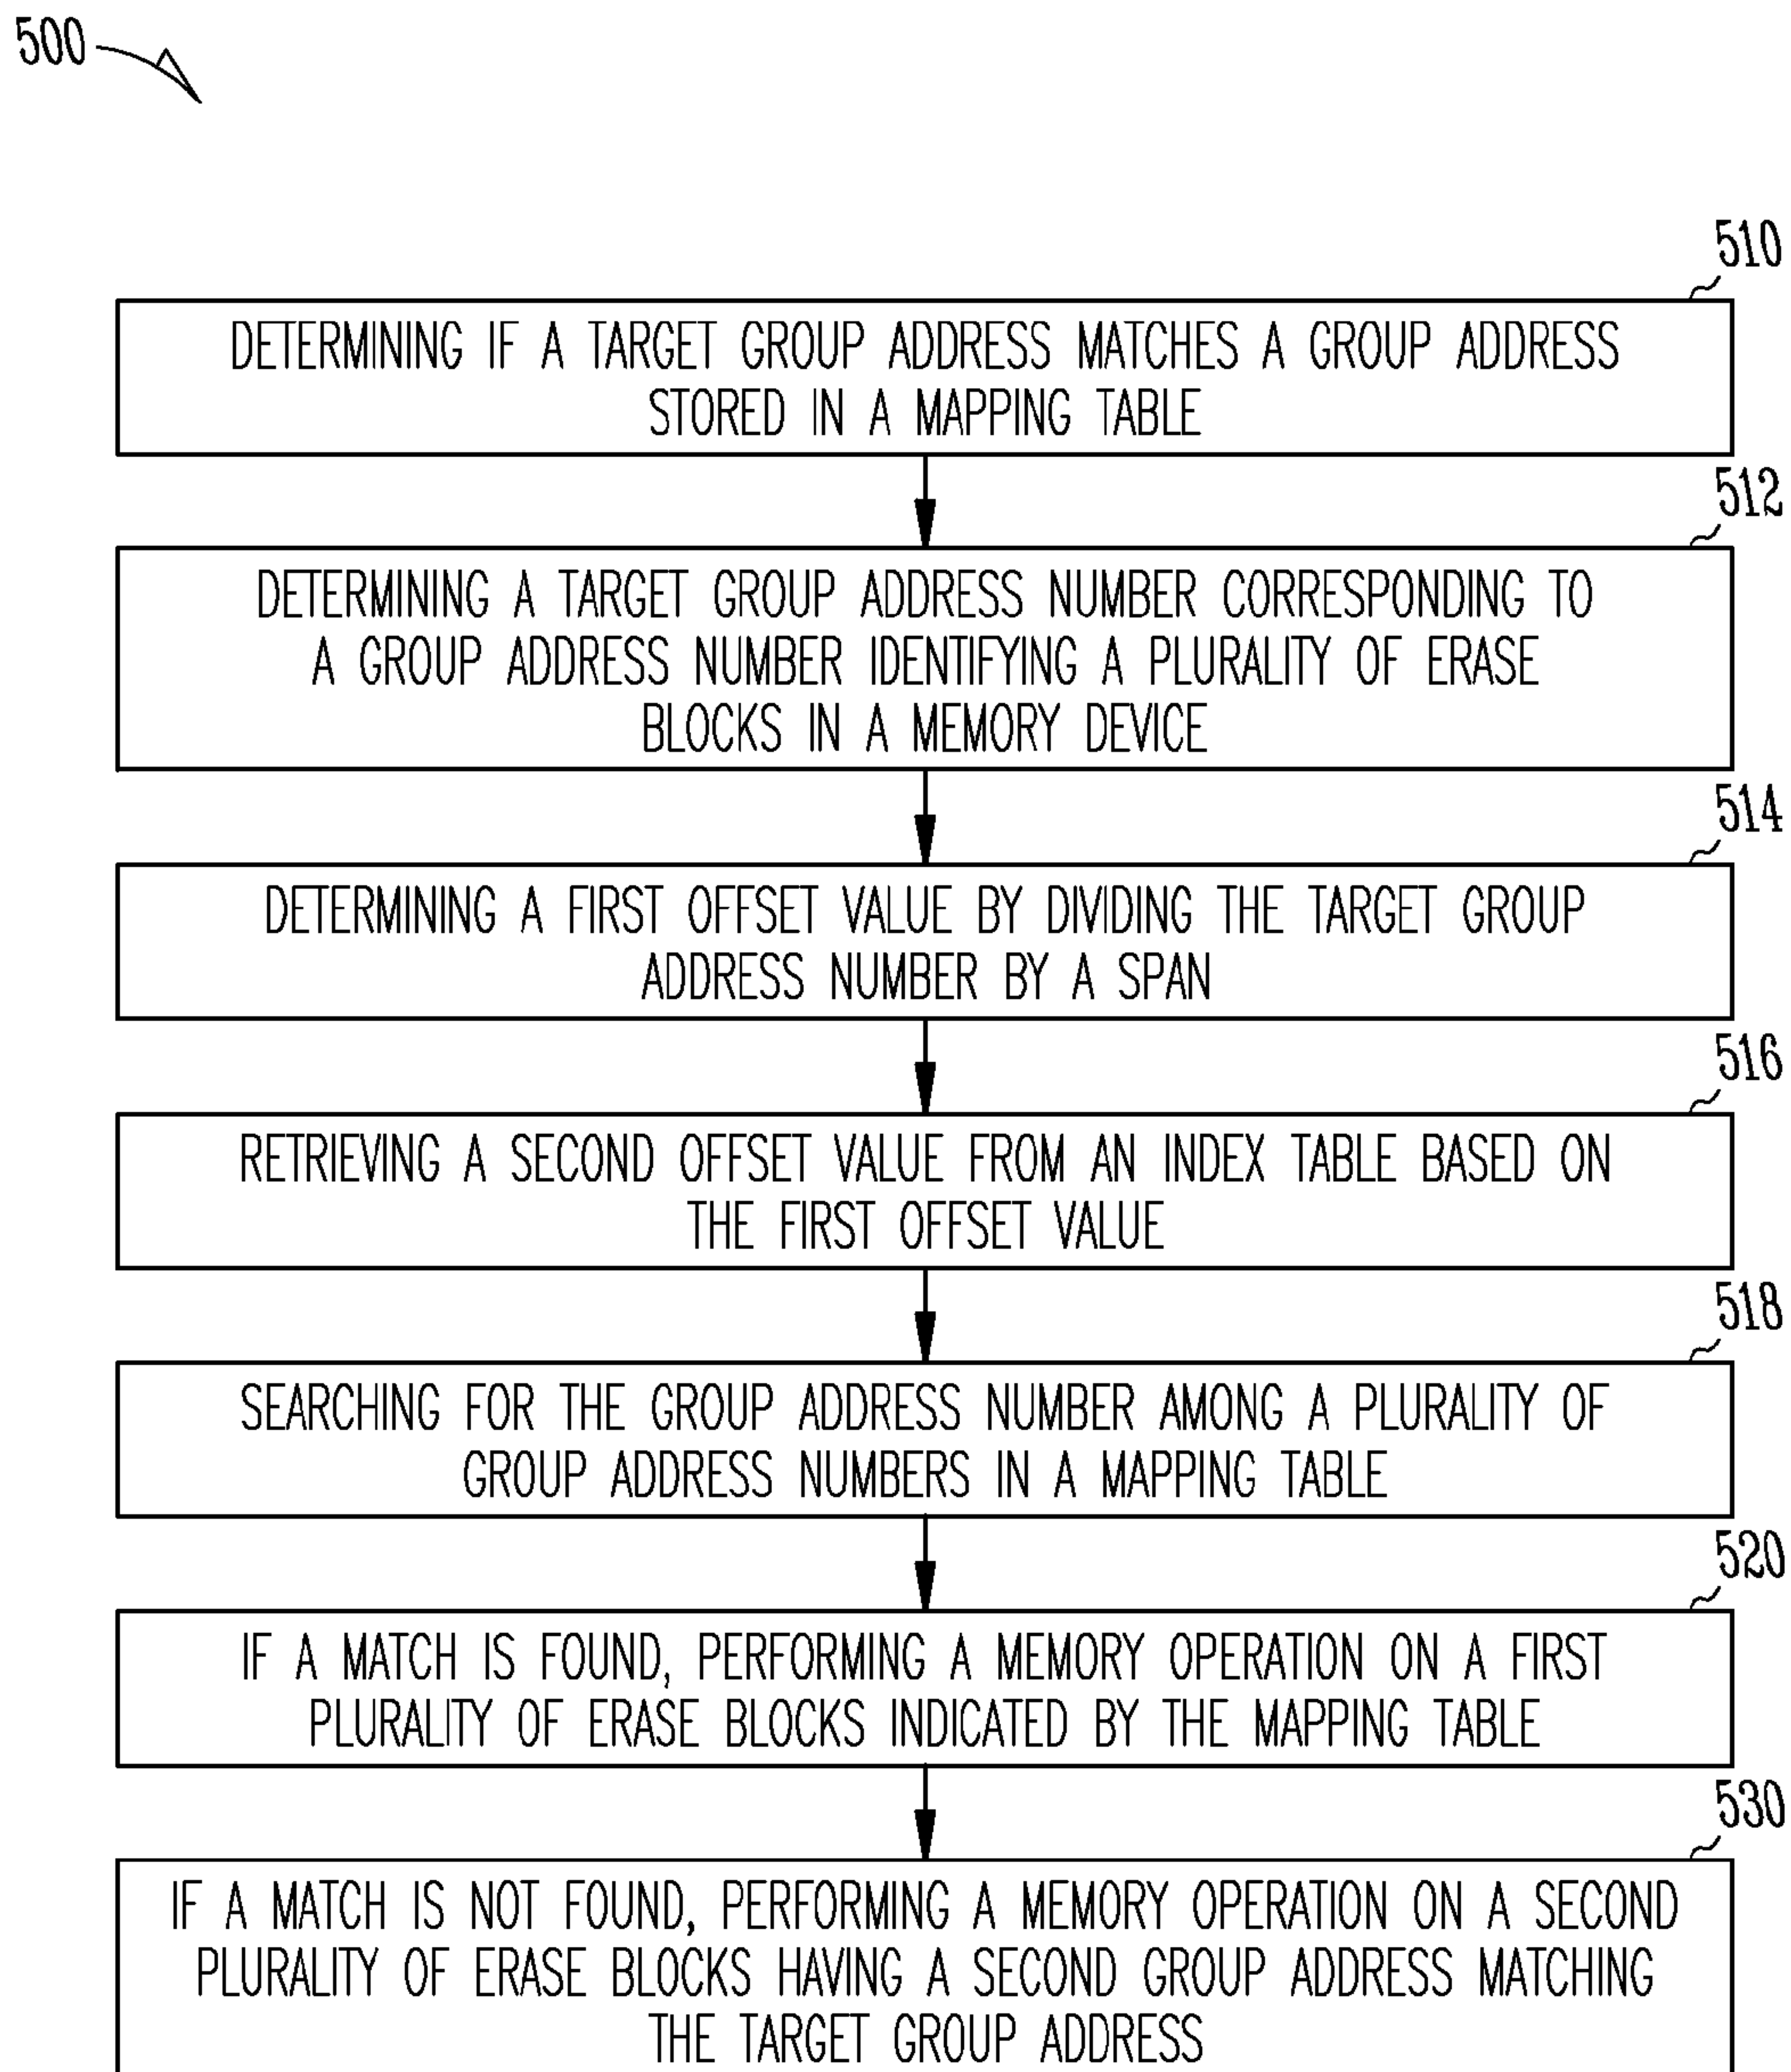 500
510
DETERMINING IF A TARGET GROUP ADDRESS MATCHES A GROUP ADDRESS
STORED IN A MAPPING TABLE
512
DETERMINING A TARGET GROUP ADDRESS NUMBER CORRESPONDING TO
A GROUP ADDRESS NUMBER IDENTIFYING A PLURALITY OF ERASE
BLOCKS IN A MEMORY DEVICE
514
DETERMINING A FIRST OFFSET VALUE BY DIVIDING THE TARGET GROUP
ADDRESS NUMBER BY A SPAN
516
RETRIEVING A SECOND OFFSET VALUE FROM AN INDEX TABLE BASED ON
THE FIRST OFFSET VALUE
518
SEARCHING FOR THE GROUP ADDRESS NUMBER AMONG A PLURALITY OF
GROUP ADDRESS NUMBERS IN A MAPPING TABLE
520
IF A MATCH IS FOUND, PERFORMING A MEMORY OPERATION ON A FIRST
PLURALITY OF ERASE BLOCKS INDICATED BY THE MAPPING TABLE
530
IF A MATCH IS NOT FOUND, PERFORMING A MEMORY OPERATION ON A SECOND
PLURALITY OF ERASE BLOCKS HAVING A SECOND GROUP ADDRESS MATCHING
THE TARGET GROUP ADDRESS